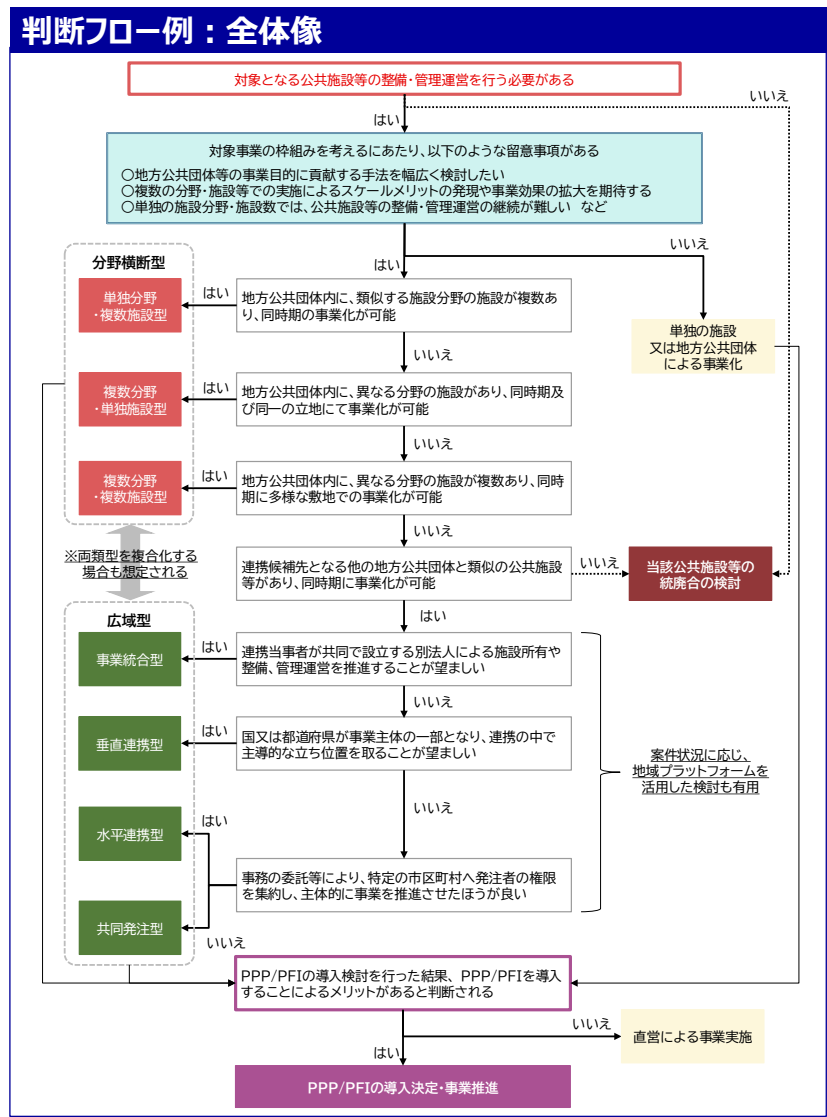 判断フロー例：全体像
対象となる公共施設等の整備・管理運営を行う必要がある
いいえ
はい
対象事業の枠組みを考えるにあたり、以下のような留意事項がある
○地方公共団体等の事業目的に貢献する手法を幅広く検討したい
○複数の分野・施設等での実施によるスケールメリットの発現や事業効果の拡大を期待する
○単独の施設分野・施設数では、公共施設等の整備・管理運営の継続が難しい など
いいえ
はい
分野横断型
単独分野
・複数施設型
はい
地方公共団体内に、類似する施設分野の施設が複数あ
り、同時期の事業化が可能
単独の施設
又は地方公共団体
による事業化
いいえ
複数分野
・単独施設型
はい
地方公共団体内に、異なる分野の施設があり、同時期及
び同一の立地にて事業化が可能
いいえ
複数分野
・複数施設型
はい
地方公共団体内に、異なる分野の施設が複数あり、同時
期に多様な敷地での事業化が可能
いいえ
※両類型を複合化する
場合も想定される
連携候補先となる他の地方公共団体と類似の公共施設
等があり、同時期に事業化が可能
いいえ
当該公共施設等の
統廃合の検討
はい
広域型
事業統合型
はい
連携当事者が共同で設立する別法人による施設所有や
整備、管理運営を推進することが望ましい
いいえ
垂直連携型
はい
国又は都道府県が事業主体の一部となり、連携の中で
主導的な立ち位置を取ることが望ましい
案件状況に応じ、
地域プラットフォームを
活用した検討も有用
いいえ
水平連携型
はい
事務の委託等により、特定の市区町村へ発注者の権限
を集約し、主体的に事業を推進させたほうが良い
共同発注型
いいえ
PPP/PFIの導入検討を行った結果、PPP/PFIを導入
することによるメリットがあると判断される
いいえ
直営による事業実施
はい
PPP/PFIの導入決定・事業推進